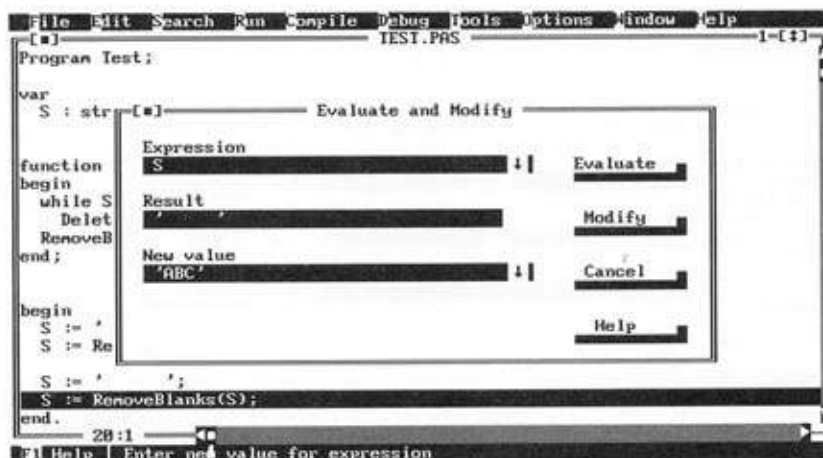 File Edit Search Run Compile Debug Tools Options Window Help
[■] TEST.PAS 1=[↕]
Program Test;
var
S : str
[■] Evaluate and Modify
Expression
S ↓
Evaluate
function
begin
while S
Result
' '
Delet
Modify
RemoveB
end;
New value
'ABC' ↓
Cancel
begin
S := '
Help
S := Re
S := ' ';
S := RemoveBlanks(S);
end.
20:1
F1 Help | Enter new value for expression